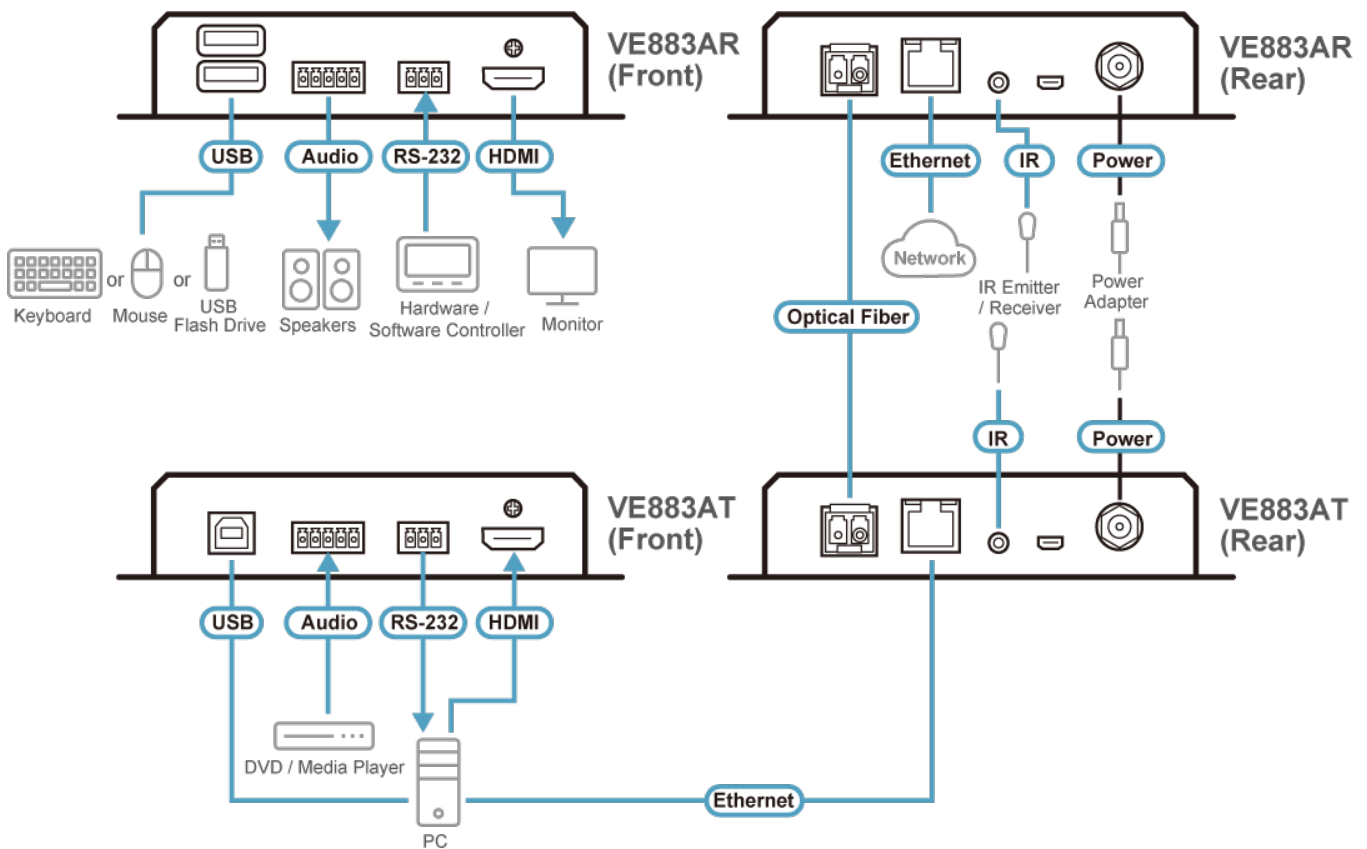 VE883AR
(Front)
USB
Audio
RS-232
HDMI
Keyboard
or
Mouse
or
USB
Flash Drive
Speakers
Hardware /
Software Controller
Monitor
VE883AR
(Rear)
Ethernet
IR
Power
Network
IR Emitter
/ Receiver
Power
Adapter
Optical Fiber
IR
Power
VE883AT
(Front)
USB
Audio
RS-232
HDMI
DVD / Media Player
PC
VE883AT
(Rear)
Ethernet